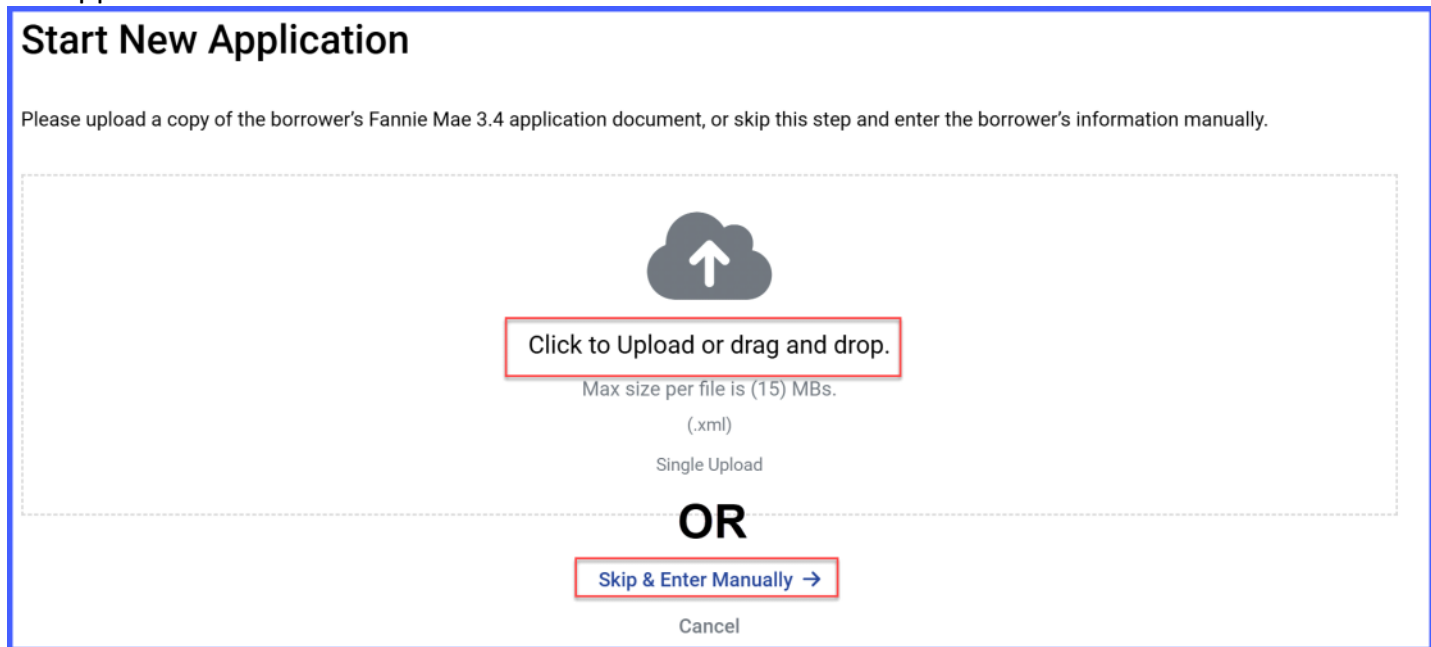 Start New Application
Please upload a copy of the borrower’s Fannie Mae 3.4 application document, or skip this step and enter the borrower’s information manually.
Click to Upload or drag and drop.
Max size per file is (15) MBs.
(.xml)
Single Upload
OR
Skip & Enter Manually →
Cancel